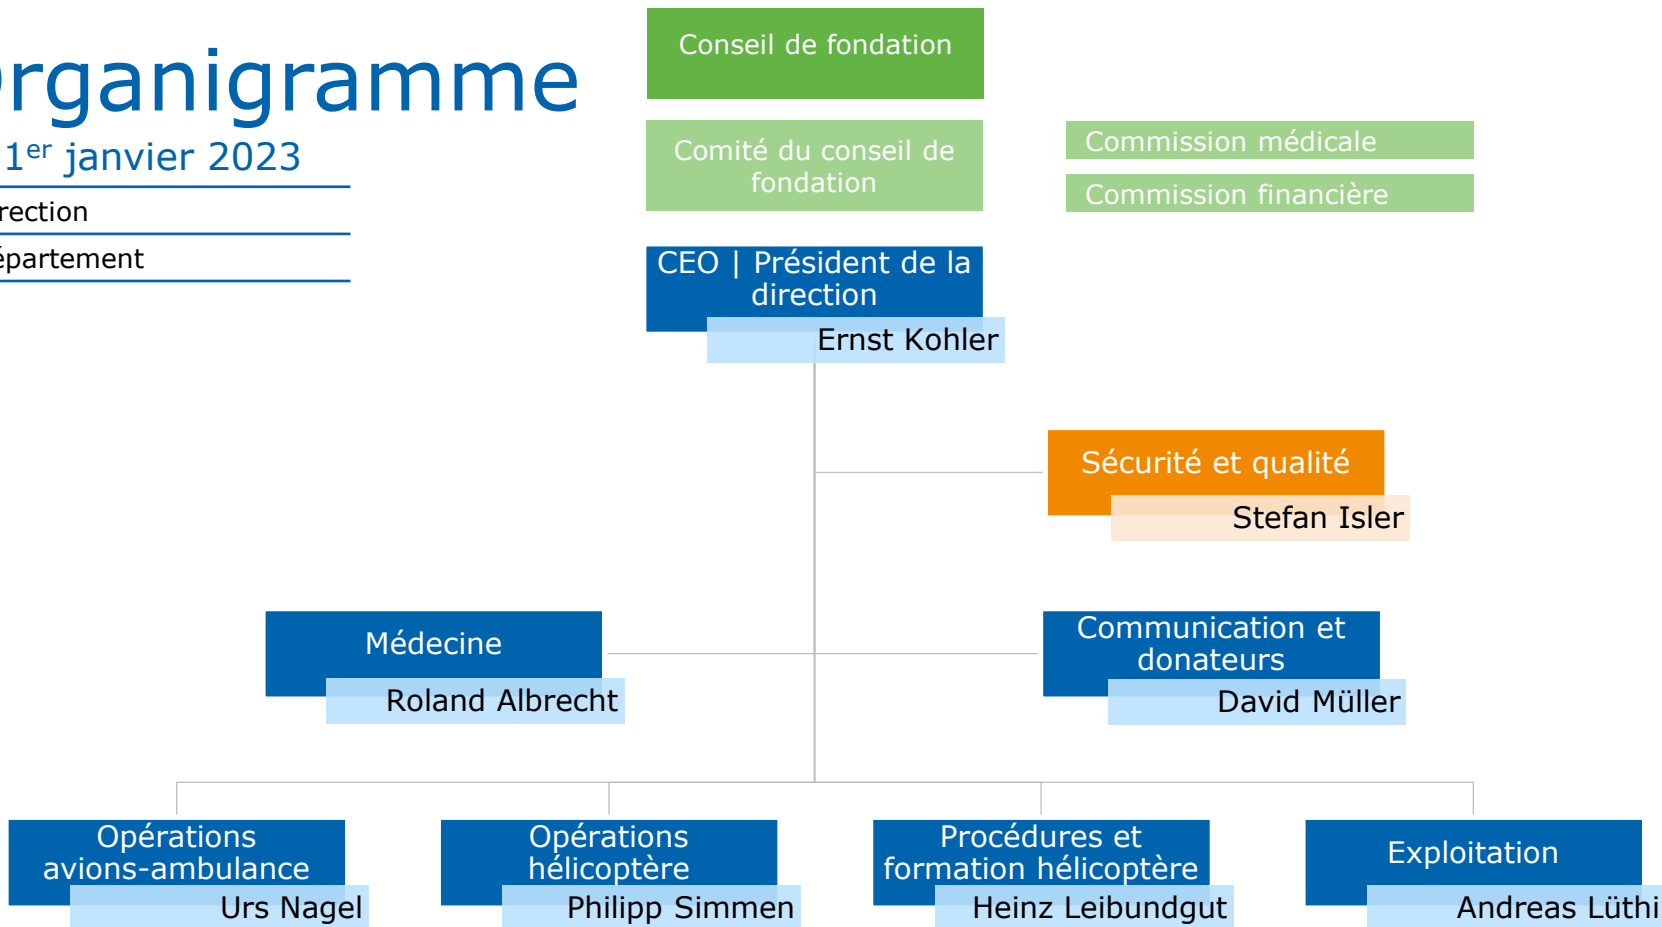 Organigramme
1er janvier 2023
rection
épartement
Conseil de fondation
Comité du conseil de
fondation
Commission médicale
Commission financière
CEO | Président de la
direction
Ernst Kohler
Sécurité et qualité
Stefan Isler
Médecine
Roland Albrecht
Communication et
donateurs
David Müller
Opérations
avions-ambulance
Urs Nagel
Opérations
hélicoptère
Philipp Simmen
Procédures et
formation hélicoptère
Heinz Leibundgut
Exploitation
Andreas Lüthi